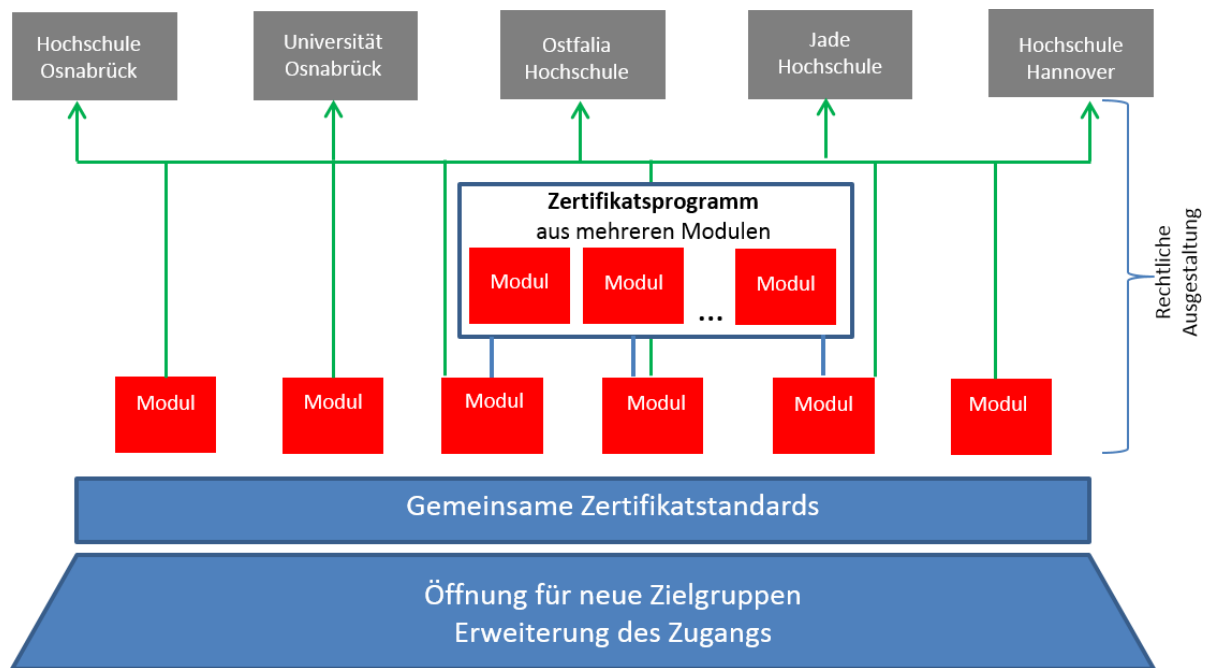 Hochschule
Osnabrück
Universität
Osnabrück
Ostfalia
Hochschule
Jade
Hochschule
Hochschule
Hannover
Zertifikatsprogramm
aus mehreren Modulen
Modul
Modul
...
Modul
Rechtliche
Ausgestaltung
Modul
Modul
Modul
Modul
Modul
Modul
Gemeinsame Zertifikatstandards
Öffnung für neue Zielgruppen
Erweiterung des Zugangs